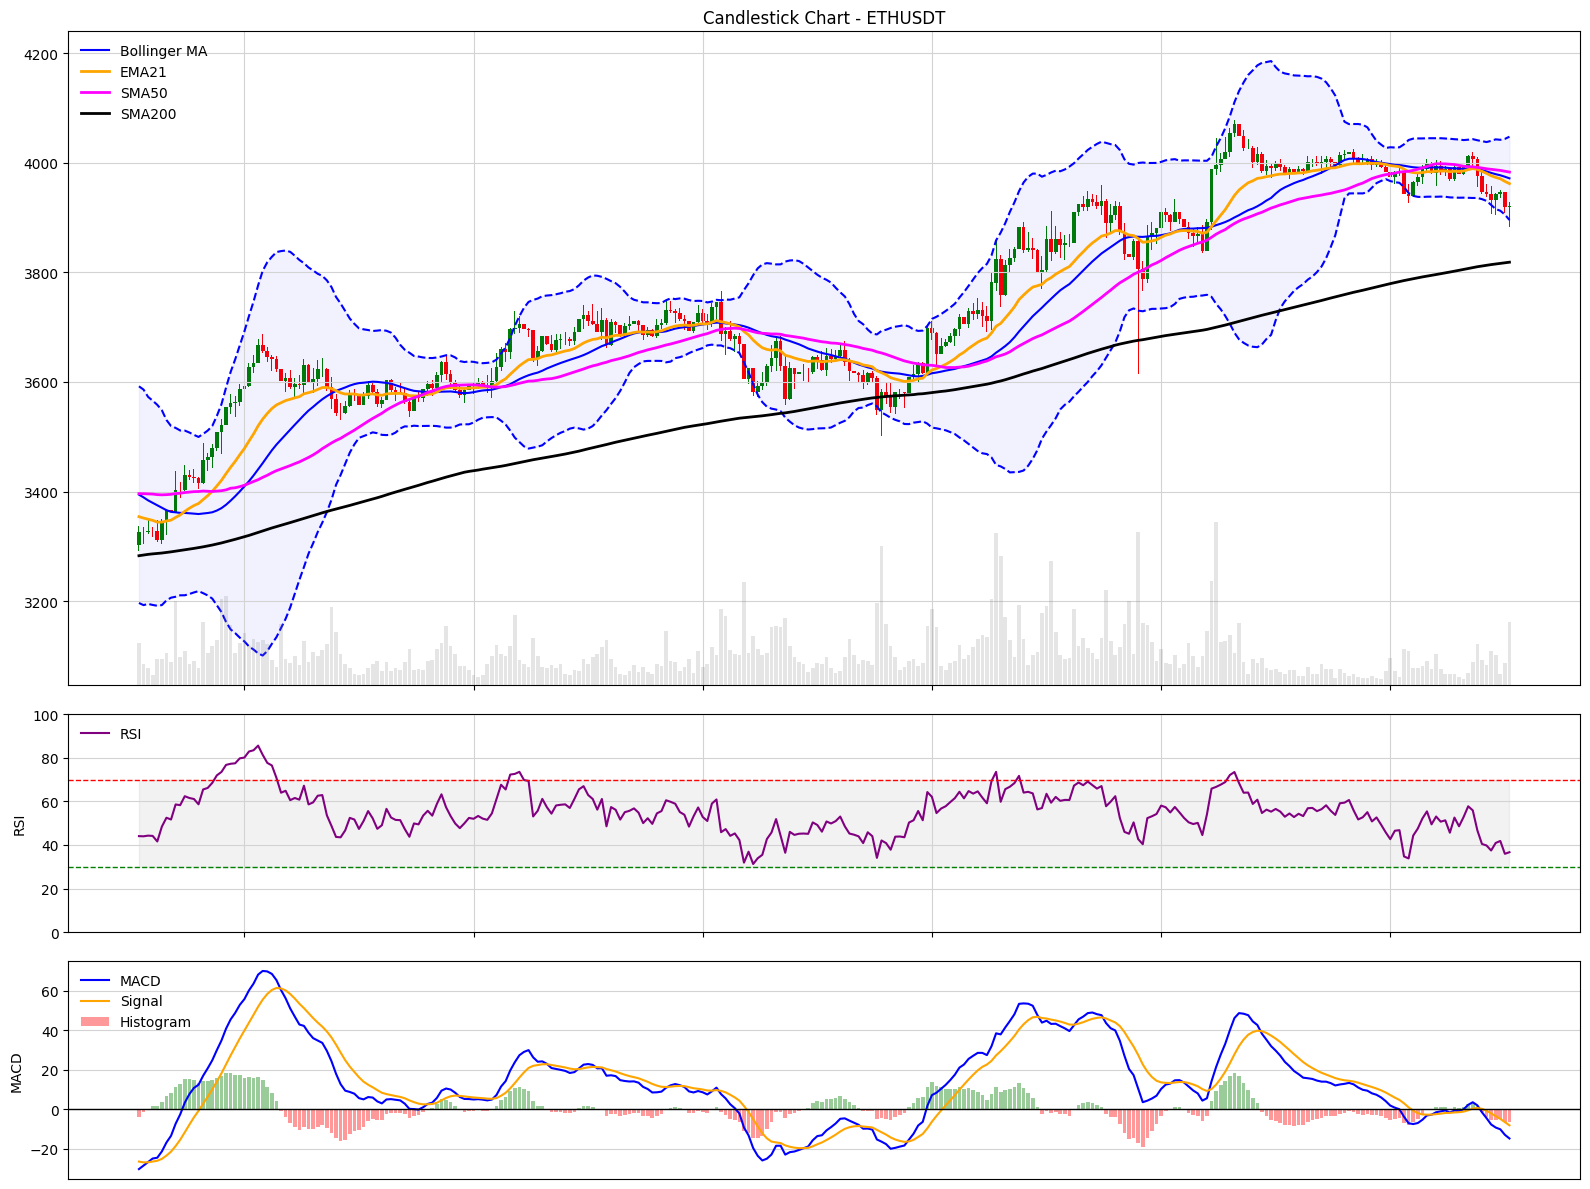 Candlestick Chart - ETHUSDT
Bollinger MA
EMA21
SMA50
SMA200
4200
4000
3800
3600
3400
3200
RSI
100
80
60
40
20
0
RSI
MACD
Signal
Histogram
60
40
20
0
−20
MACD